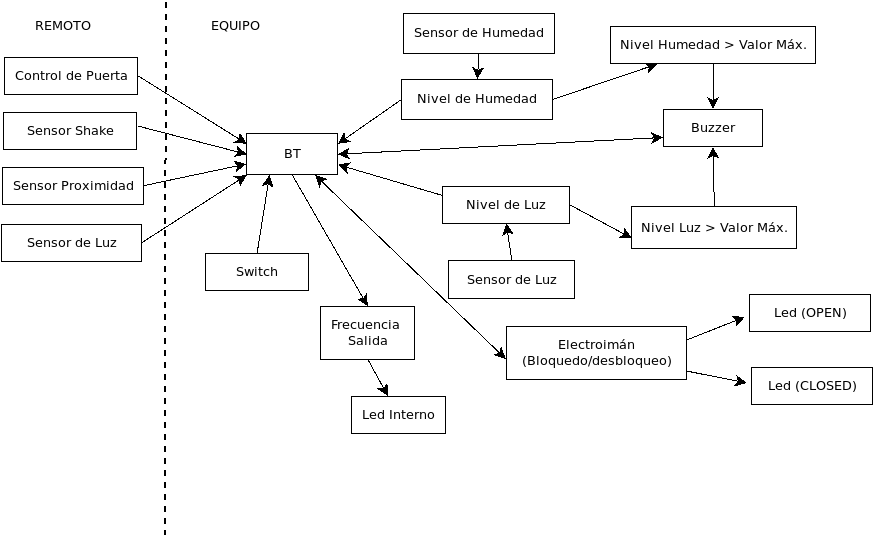 REMOTO
EQUIPO
Sensor de Humedad
Nivel Humedad > Valor Máx.
Control de Puerta
Nivel de Humedad
Sensor Shake
Buzzer
BT
Sensor Proximidad
Nivel de Luz
Nivel Luz > Valor Máx.
Sensor de Luz
Switch
Sensor de Luz
Led (OPEN)
Frecuencia
Salida
Electroimán
(Bloquedo/desbloqueo)
Led (CLOSED)
Led Interno